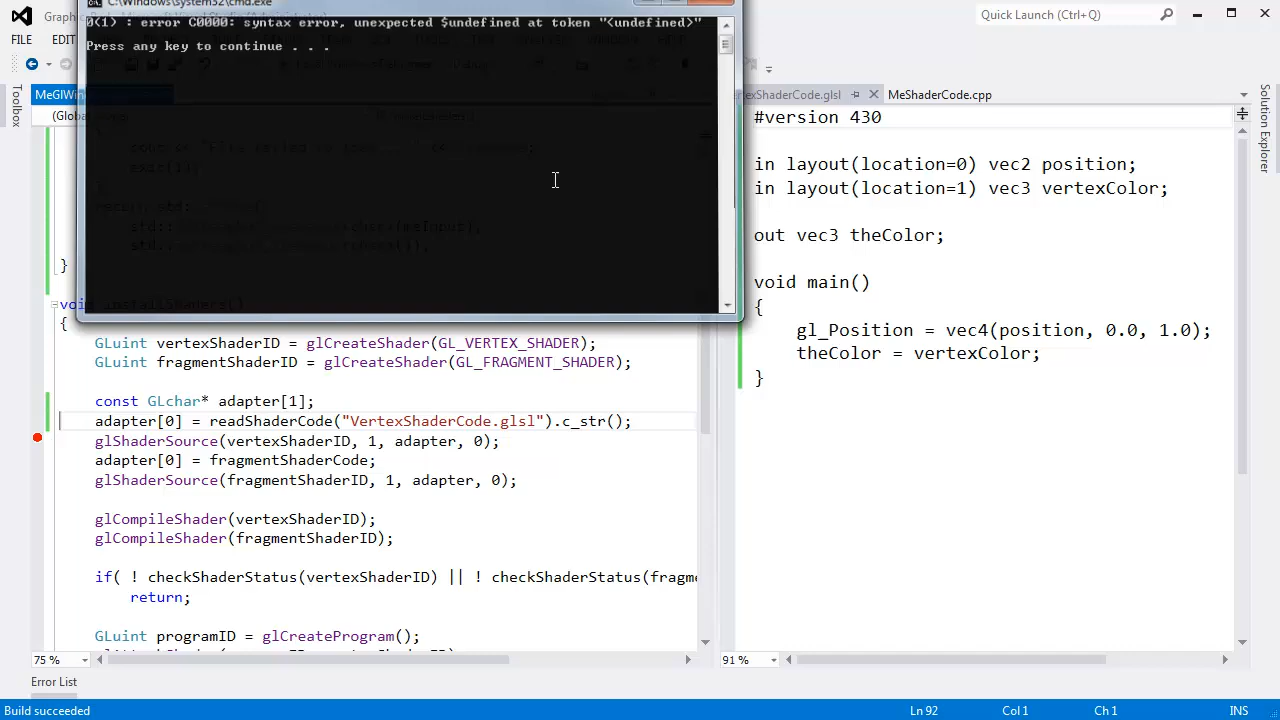 C:\Windows\system32\cmd.exe
0(1) : error C0000: syntax error, unexpected $undefined at token "<undefined>"
Press any key to continue . . .
Quick Launch (Ctrl+Q)
EDIT
Toolbox
Solution Explorer
MeShaderCode.cpp
#version 430
in layout(location=0) vec2 position;
in layout(location=1) vec3 vertexColor;
out vec3 theColor;
void main()
{
gl_Position = vec4(position, 0.0, 1.0);
theColor = vertexColor;
}
}
void installShaders()
{
GLuint vertexShaderID = glCreateShader(GL_VERTEX_SHADER);
GLuint fragmentShaderID = glCreateShader(GL_FRAGMENT_SHADER);
const GLchar* adapter[1];
adapter[0] = readShaderCode("VertexShaderCode.glsl").c_str();
glShaderSource(vertexShaderID, 1, adapter, 0);
adapter[0] = fragmentShaderCode;
glShaderSource(fragmentShaderID, 1, adapter, 0);
glCompileShader(vertexShaderID);
glCompileShader(fragmentShaderID);
if( ! checkShaderStatus(vertexShaderID) || ! checkShaderStatus(fragme
return;
GLuint programID = glCreateProgram();
75 %
91 %
Error List
Build succeeded
Ln 92
Col 1
Ch 1
INS